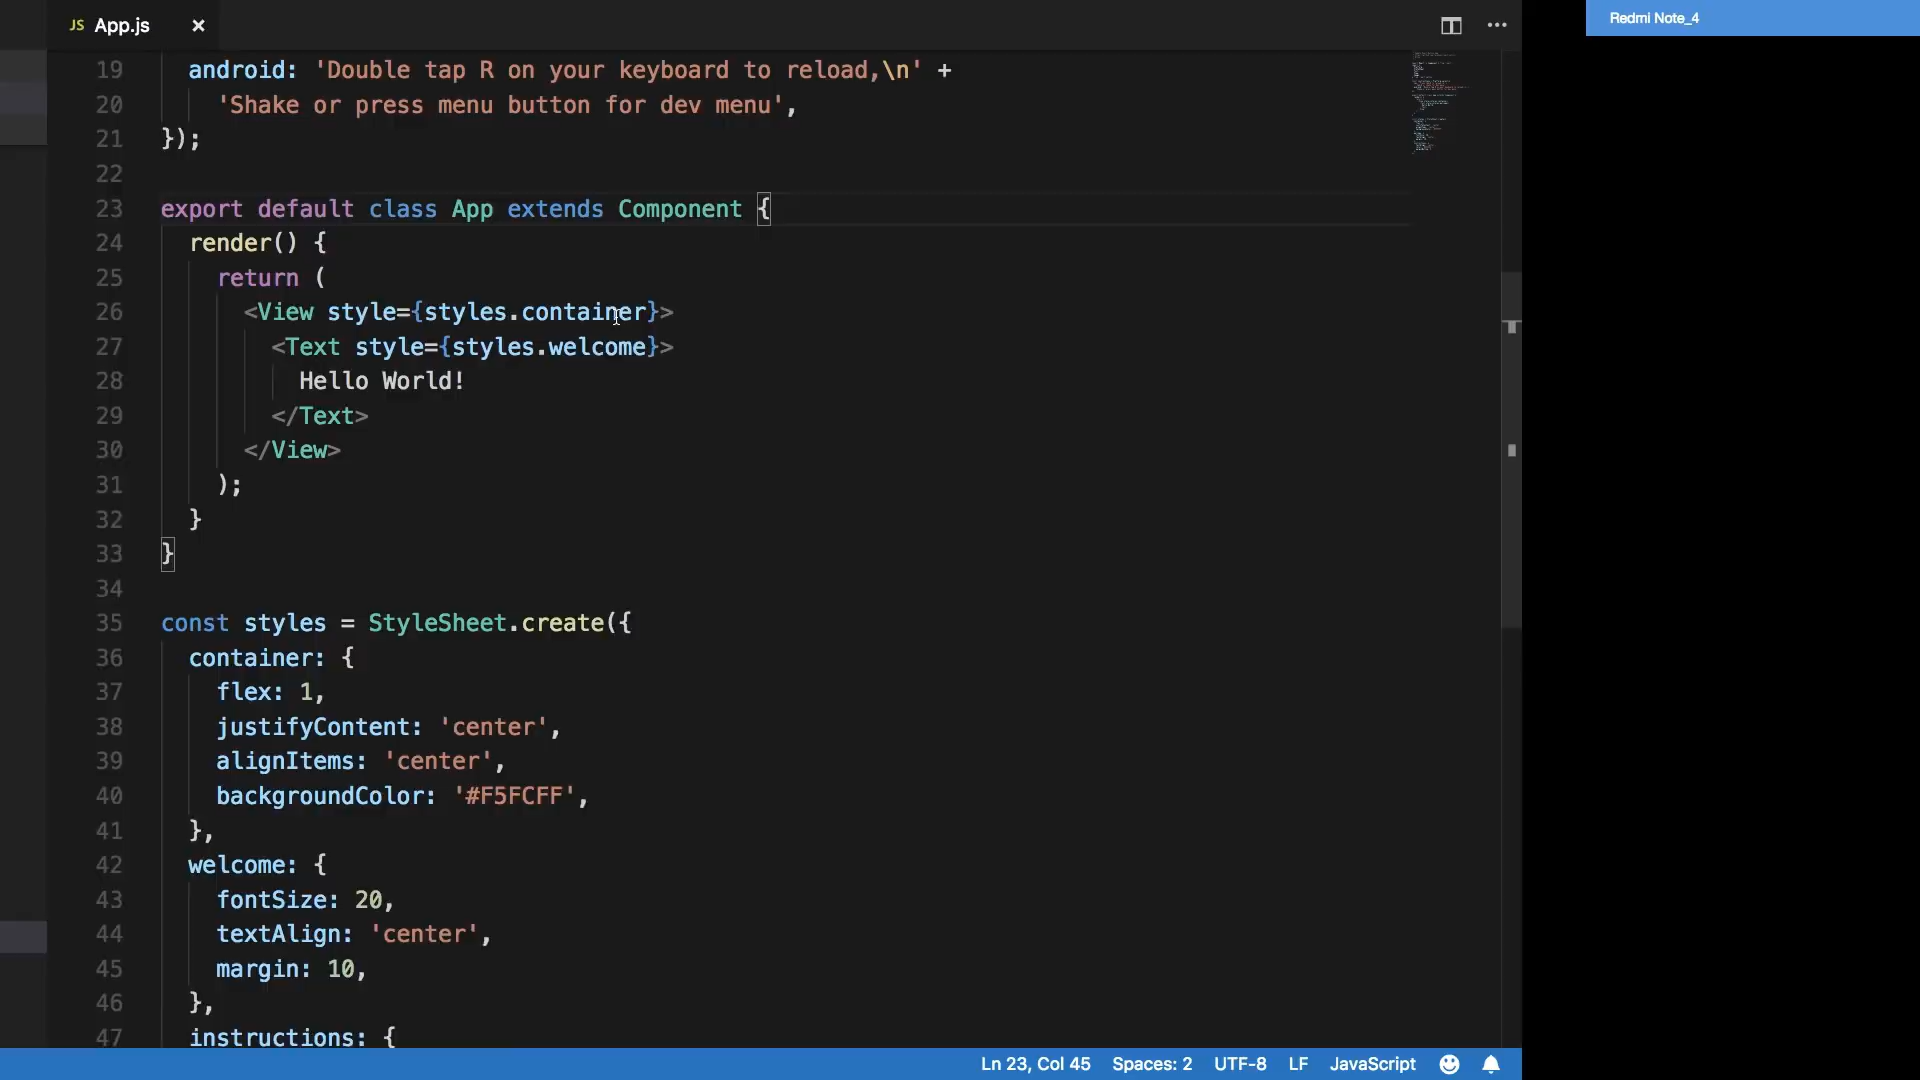 JS App.js ×
Redmi Note_4
19 android: 'Double tap R on your keyboard to reload,\n' +
20 'Shake or press menu button for dev menu',
21 });
22
23 export default class App extends Component {
24 render() {
25 return (
26 <View style={styles.container}>
27 <Text style={styles.welcome}>
28 Hello World!
29 </Text>
30 </View>
31 );
32 }
33 }
34
35 const styles = StyleSheet.create({
36 container: {
37 flex: 1,
38 justifyContent: 'center',
39 alignItems: 'center',
40 backgroundColor: '#F5FCFF',
41 },
42 welcome: {
43 fontSize: 20,
44 textAlign: 'center',
45 margin: 10,
46 },
47 instructions: {
Ln 23, Col 45 Spaces: 2 UTF-8 LF JavaScript